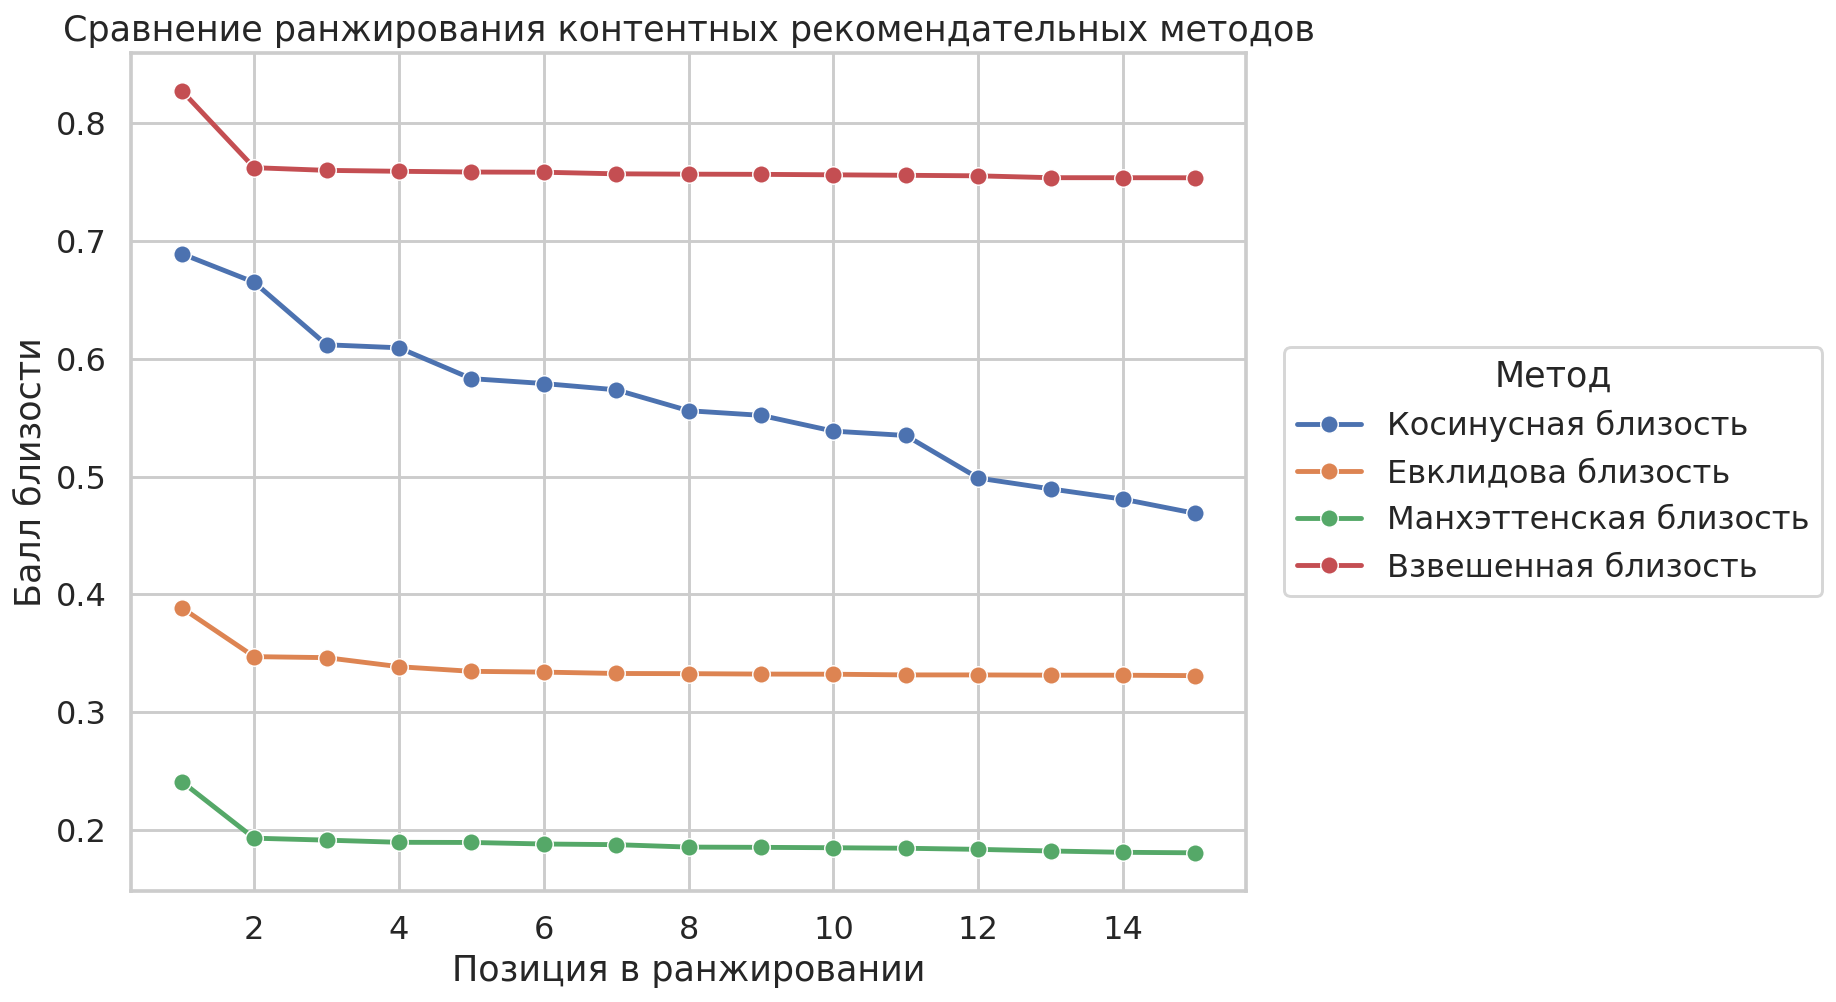 Сравнение ранжирования контентных рекомендательных методов
Балл близости
0.8
0.7
0.6
0.5
0.4
0.3
0.2
2 4 6 8 10 12 14
Позиция в ранжировании
Метод
Косинусная близость
Евклидова близость
Манхэттенская близость
Взвешенная близость